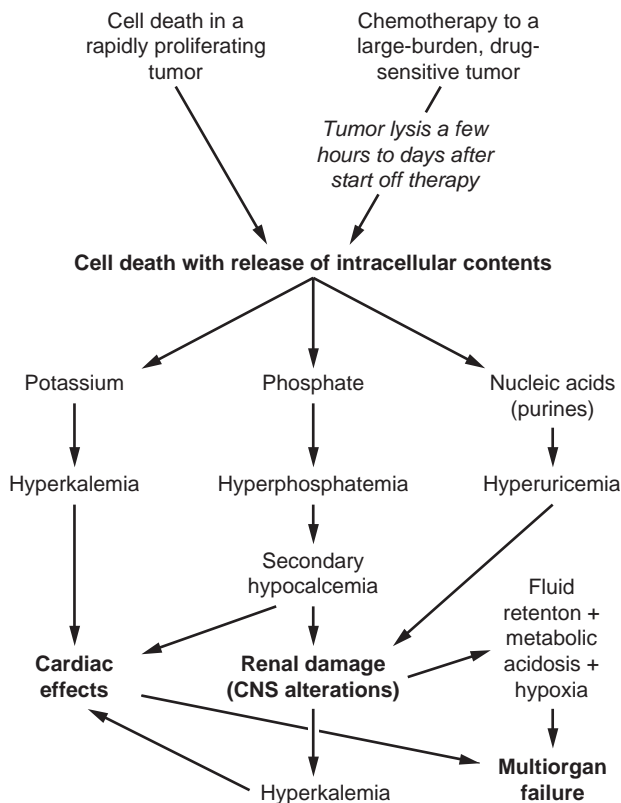 Cell death in a
rapidly proliferating
tumor
Chemotherapy to a
large-burden, drug-
sensitive tumor
Tumor lysis a few
hours to days after
start off therapy
Cell death with release of intracellular contents
Potassium
Phosphate
Nucleic acids
(purines)
Hyperkalemia
Hyperphosphatemia
Hyperuricemia
Secondary
hypocalcemia
Fluid
retenton +
metabolic
acidosis +
hypoxia
Cardiac
effects
Renal damage
(CNS alterations)
Hyperkalemia
Multiorgan
failure